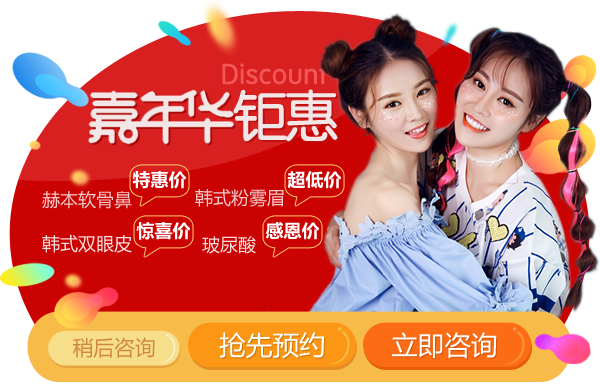 Discount
嘉年华钜惠
赫本软骨鼻 特惠价 韩式粉雾眉 超低价
韩式双眼皮 惊喜价 玻尿酸 感恩价
稍后咨询 抢先预约 立即咨询